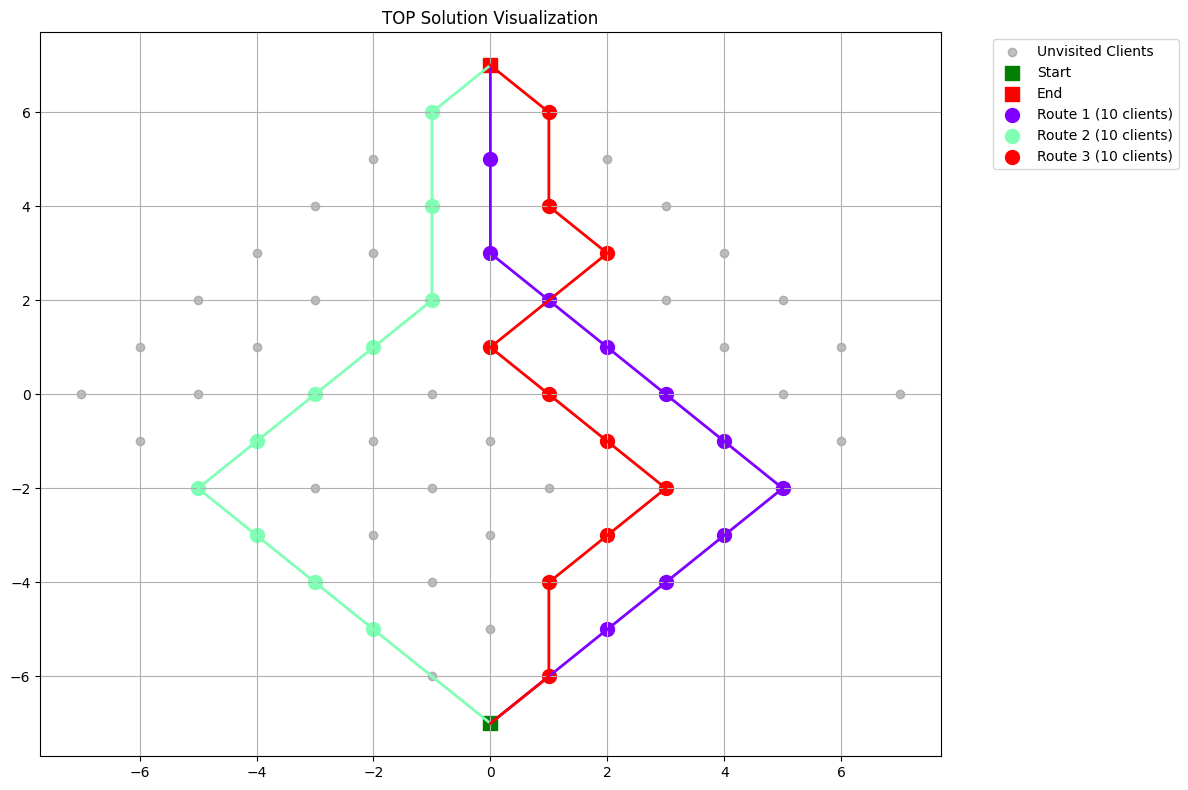 TOP Solution Visualization
Unvisited Clients
Start
End
Route 1 (10 clients)
Route 2 (10 clients)
Route 3 (10 clients)
6
4
2
0
−2
−4
−6
−6 −4 −2 0 2 4 6